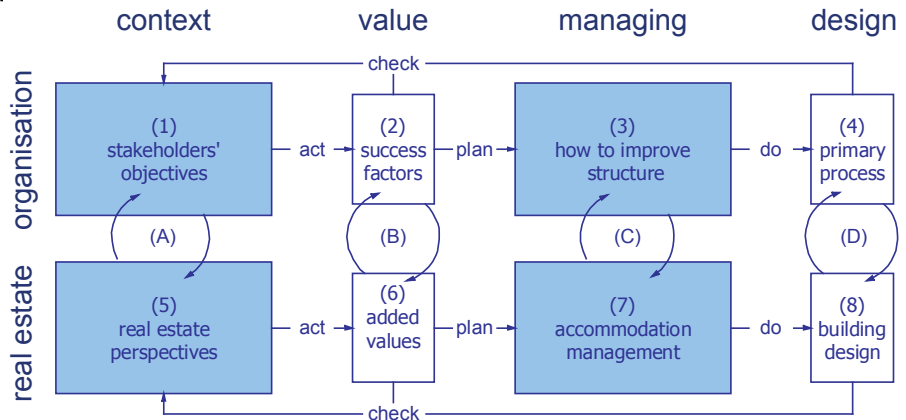 context value managing design
organisation
check
(1)
stakeholders'
objectives
act
(2)
success
factors
plan
(3)
how to improve
structure
do
(4)
primary
process
(A)
(B)
(C)
(D)
real estate
(5)
real estate
perspectives
act
(6)
added
values
plan
(7)
accommodation
management
do
(8)
building
design
check